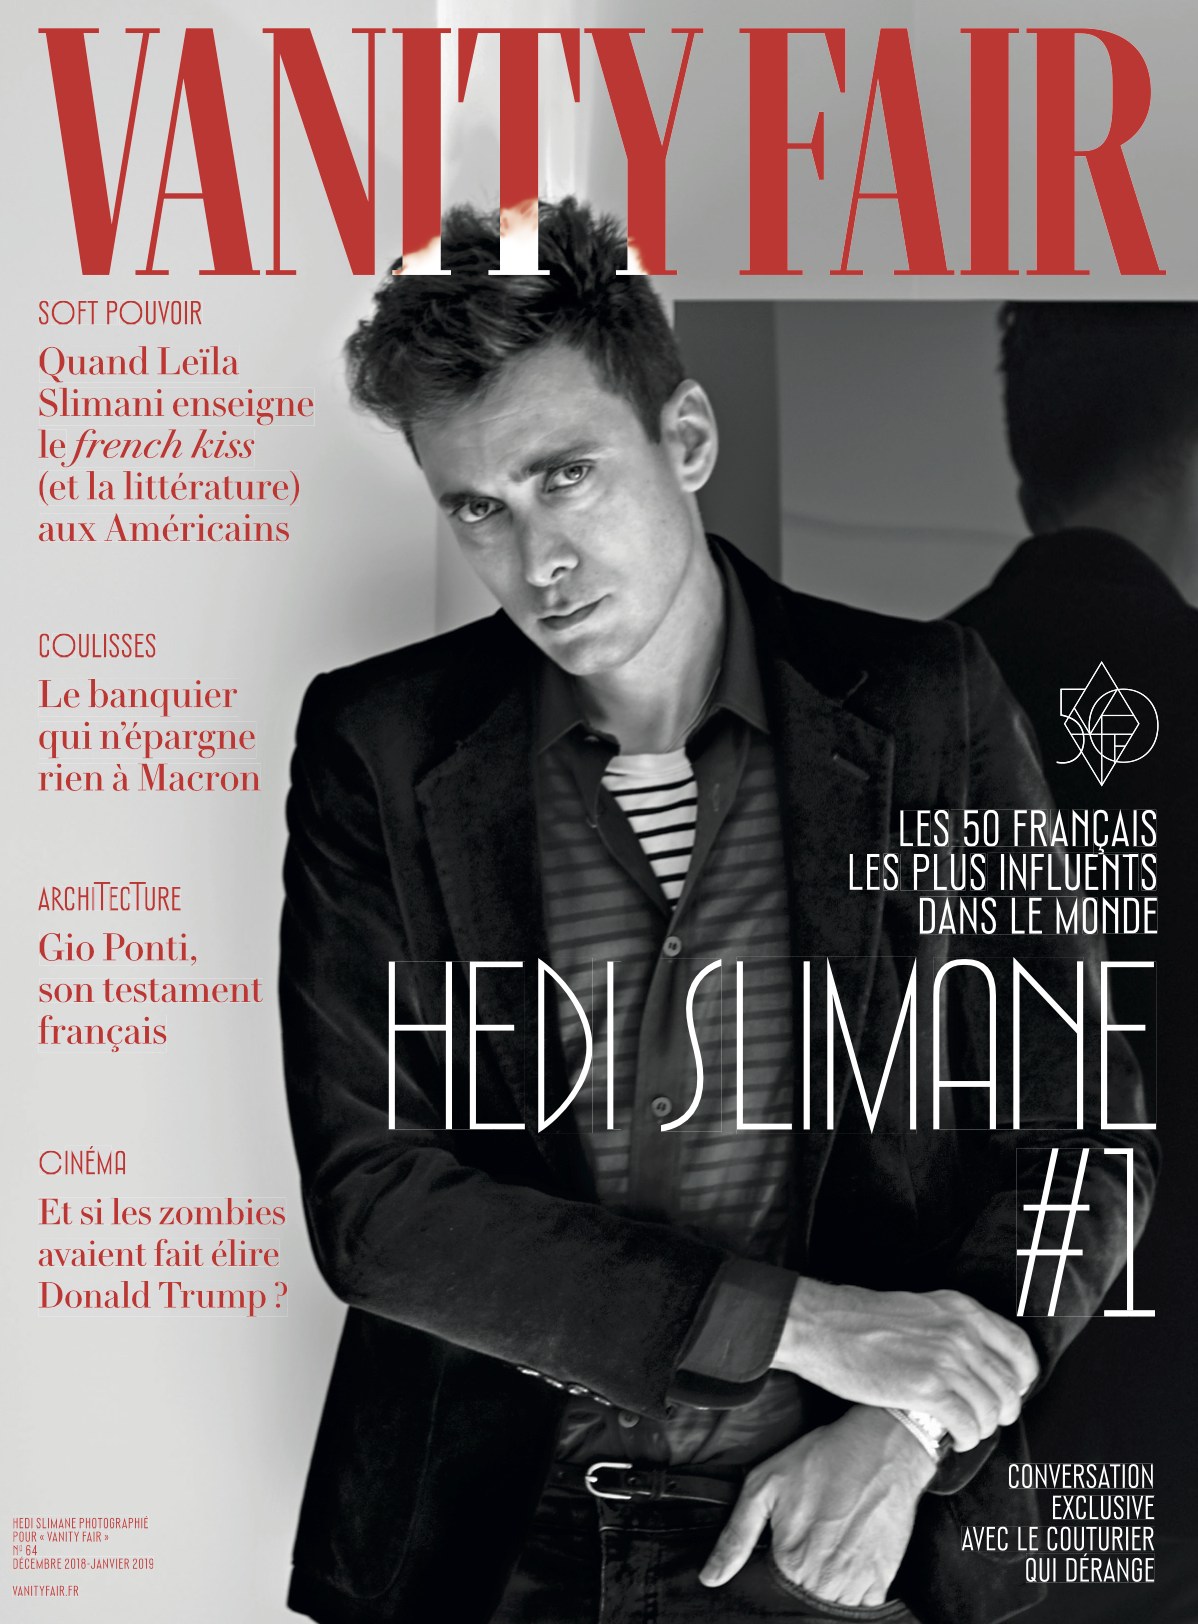 VANITY FAIR
SOFT POUVOIR
Quand Leïla
Slimani enseigne
le french kiss
(et la littérature)
aux Américains
COULISSES
Le banquier
qui n’épargne
rien à Macron
ARCHITECTURE
Gio Ponti,
son testament
français
CINÉMA
Et si les zombies
avaient fait élire
Donald Trump ?
50
LES 50 FRANÇAIS
LES PLUS INFLUENTS
DANS LE MONDE
HEDI SLIMANE
#1
CONVERSATION
EXCLUSIVE
AVEC LE COUTURIER
QUI DÉRANGE
HEDI SLIMANE PHOTOGRAPHIÉ
POUR « VANITY FAIR »
Nº 64
DÉCEMBRE 2018-JANVIER 2019
VANITYFAIR.FR